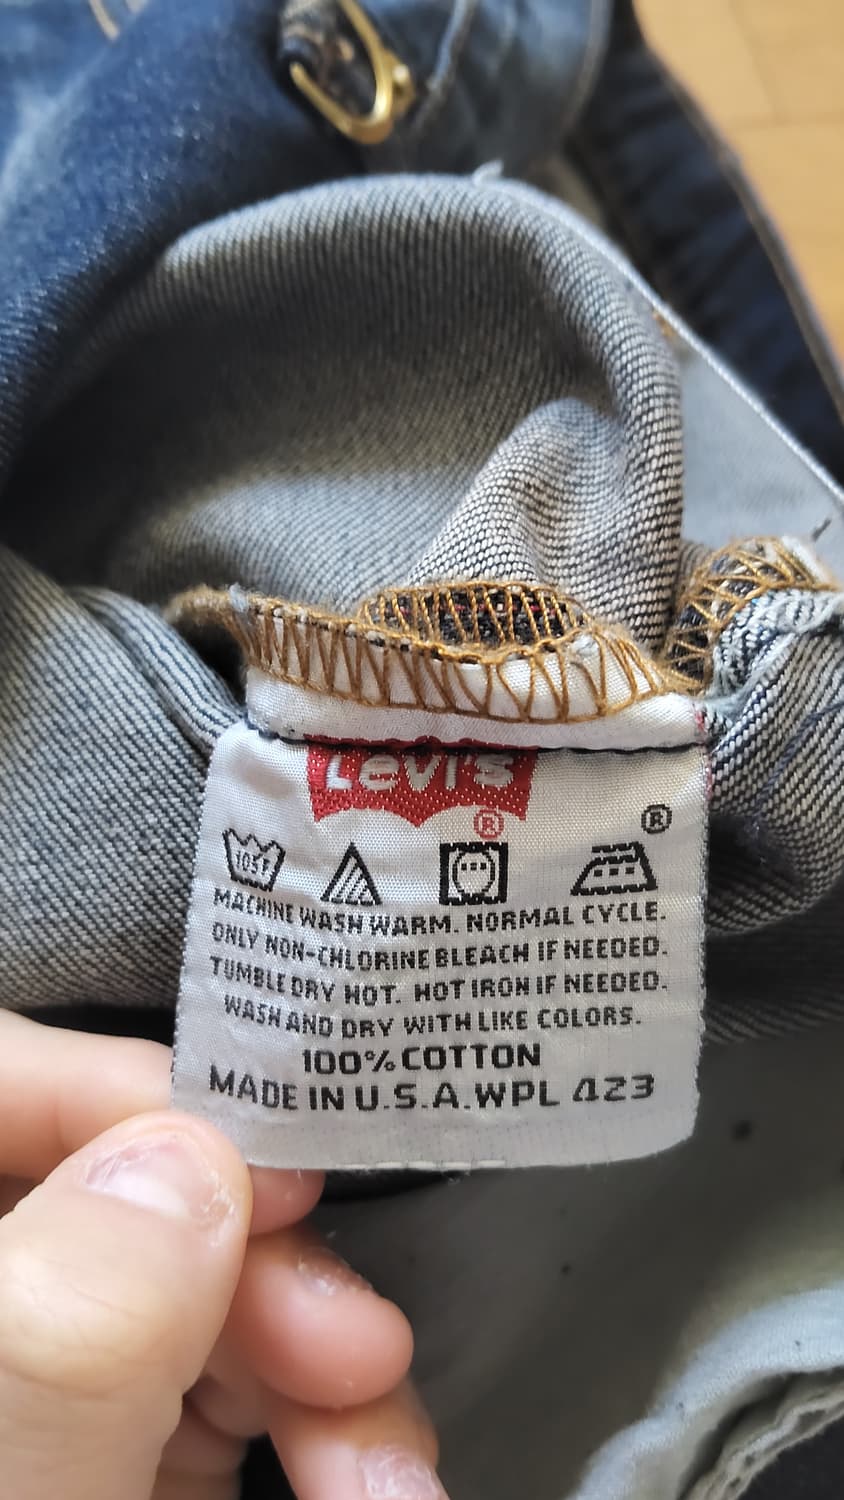 Levi's
®
®
105F
MACHINE WASH WARM. NORMAL CYCLE.
ONLY NON-CHLORINE BLEACH IF NEEDED.
TUMBLE DRY HOT. HOT IRON IF NEEDED.
WASH AND DRY WITH LIKE COLORS.
100% COTTON
MADE IN U.S.A. WPL 423